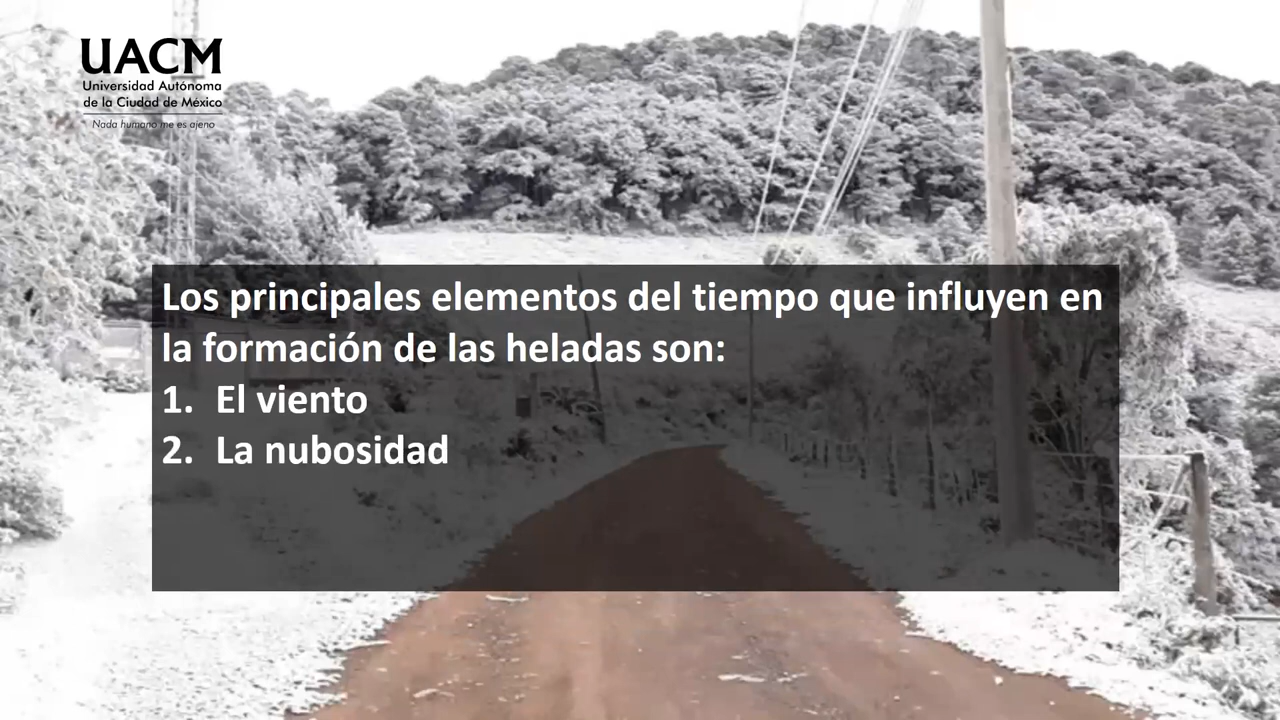 UACM
Universidad Autónoma
de la Ciudad de México
Nada humano me es ajeno
Los principales elementos del tiempo que influyen en
la formación de las heladas son:
1. El viento
2. La nubosidad